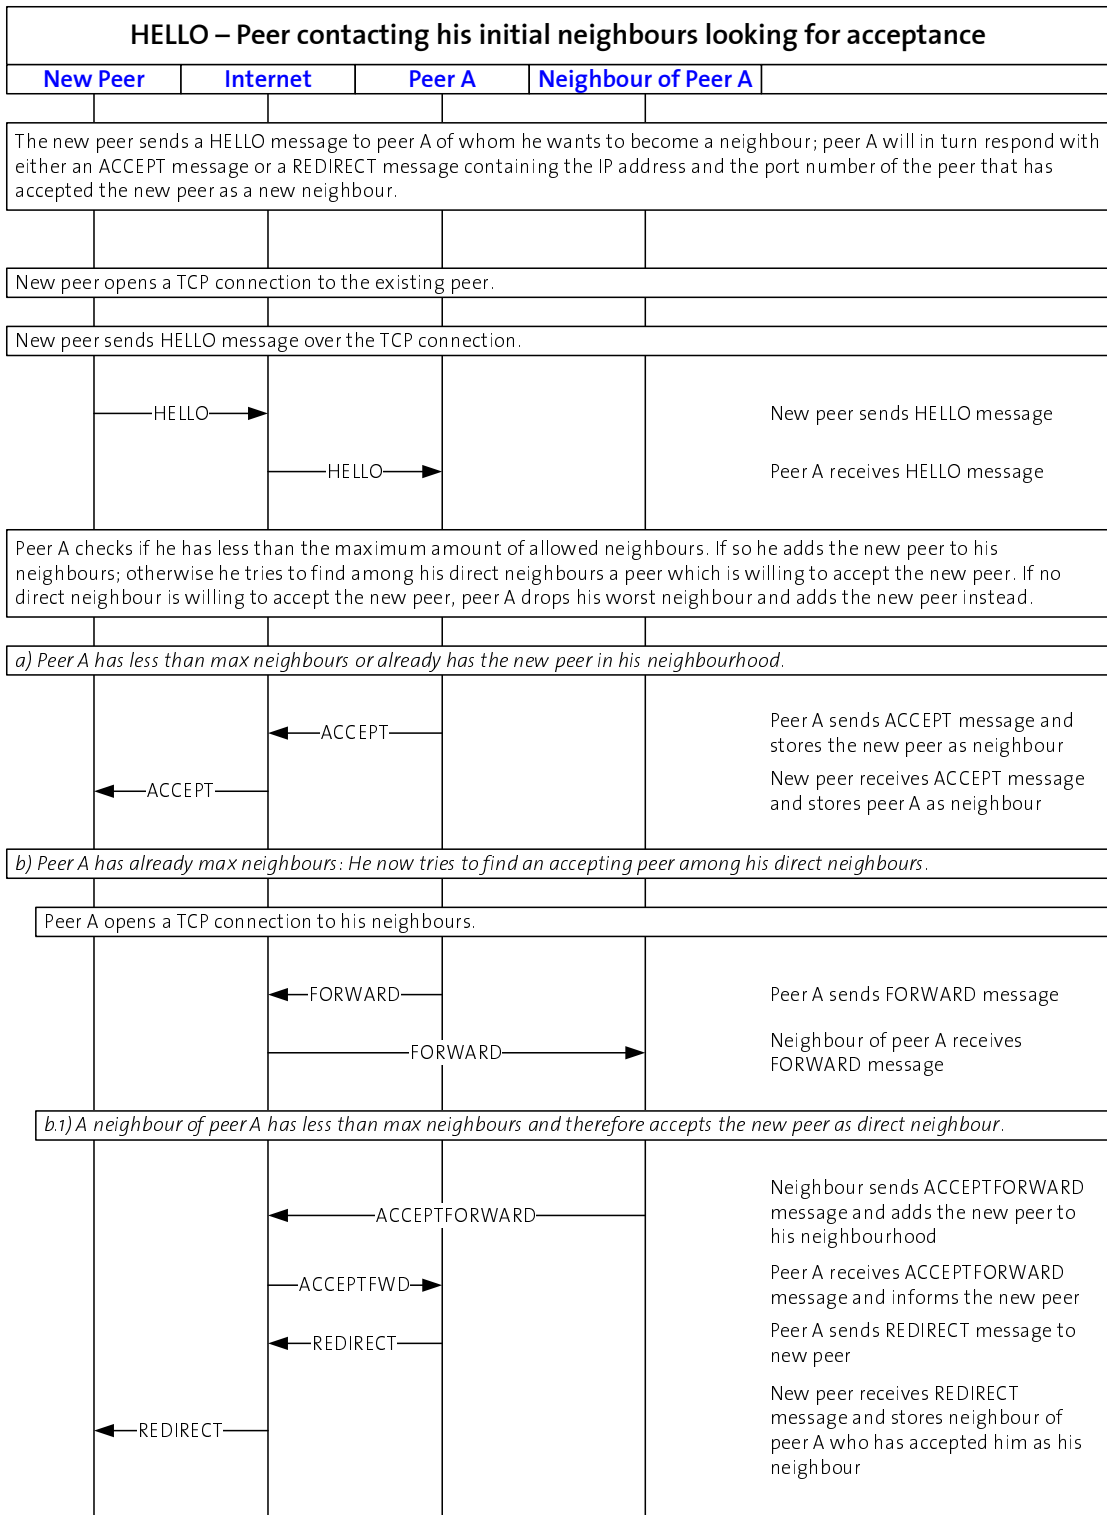 HELLO – Peer contacting his initial neighbours looking for acceptance
New Peer
Internet
Peer A
Neighbour of Peer A
The new peer sends a HELLO message to peer A of whom he wants to become a neighbour; peer A will in turn respond with
either an ACCEPT message or a REDIRECT message containing the IP address and the port number of the peer that has
accepted the new peer as a new neighbour.
New peer opens a TCP connection to the existing peer.
New peer sends HELLO message over the TCP connection.
HELLO
New peer sends HELLO message
HELLO
Peer A receives HELLO message
Peer A checks if he has less than the maximum amount of allowed neighbours. If so he adds the new peer to his
neighbours; otherwise he tries to find among his direct neighbours a peer which is willing to accept the new peer. If no
direct neighbour is willing to accept the new peer, peer A drops his worst neighbour and adds the new peer instead.
a) Peer A has less than max neighbours or already has the new peer in his neighbourhood.
ACCEPT
Peer A sends ACCEPT message and
stores the new peer as neighbour
ACCEPT
New peer receives ACCEPT message
and stores peer A as neighbour
b) Peer A has already max neighbours: He now tries to find an accepting peer among his direct neighbours.
Peer A opens a TCP connection to his neighbours.
FORWARD
Peer A sends FORWARD message
FORWARD
Neighbour of peer A receives
FORWARD message
b.1) A neighbour of peer A has less than max neighbours and therefore accepts the new peer as direct neighbour.
ACCEPTFORWARD
Neighbour sends ACCEPTFORWARD
message and adds the new peer to
his neighbourhood
ACCEPTFWD
Peer A receives ACCEPTFORWARD
message and informs the new peer
REDIRECT
Peer A sends REDIRECT message to
new peer
REDIRECT
New peer receives REDIRECT
message and stores neighbour of
peer A who has accepted him as his
neighbour